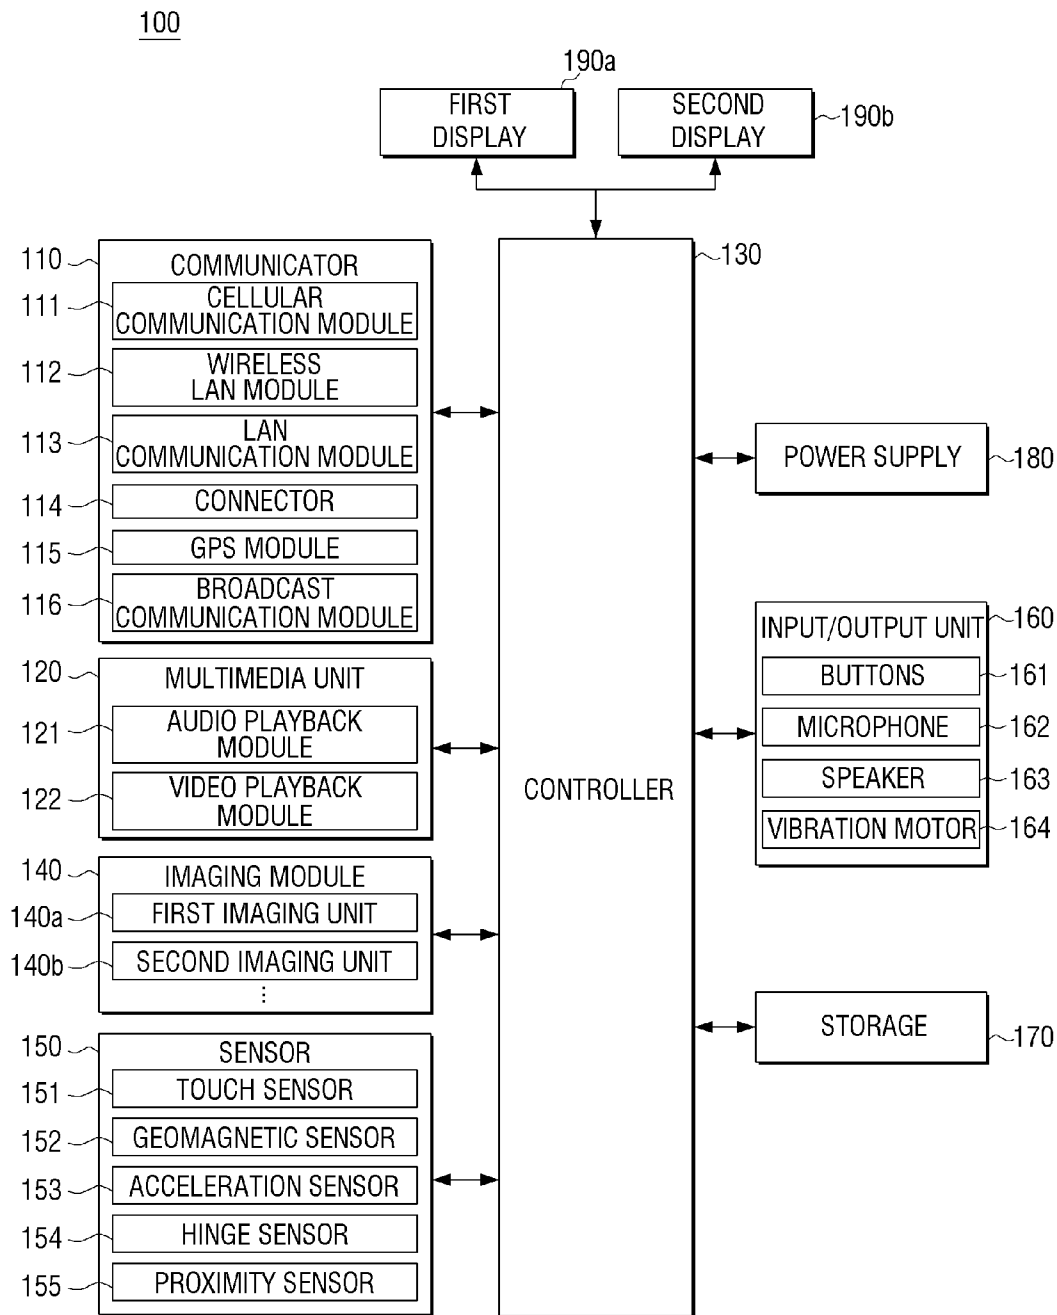 100
190a
FIRST
DISPLAY
SECOND
DISPLAY
190b
110
COMMUNICATOR
111
CELLULAR
COMMUNICATION MODULE
112
WIRELESS
LAN MODULE
113
LAN
COMMUNICATION MODULE
114
CONNECTOR
115
GPS MODULE
116
BROADCAST
COMMUNICATION MODULE
120
MULTIMEDIA UNIT
121
AUDIO PLAYBACK
MODULE
122
VIDEO PLAYBACK
MODULE
140
IMAGING MODULE
140a
FIRST IMAGING UNIT
140b
SECOND IMAGING UNIT
⋮
150
SENSOR
151
TOUCH SENSOR
152
GEOMAGNETIC SENSOR
153
ACCELERATION SENSOR
154
HINGE SENSOR
155
PROXIMITY SENSOR
130
CONTROLLER
POWER SUPPLY
180
INPUT/OUTPUT UNIT
160
BUTTONS
161
MICROPHONE
162
SPEAKER
163
VIBRATION MOTOR
164
STORAGE
170